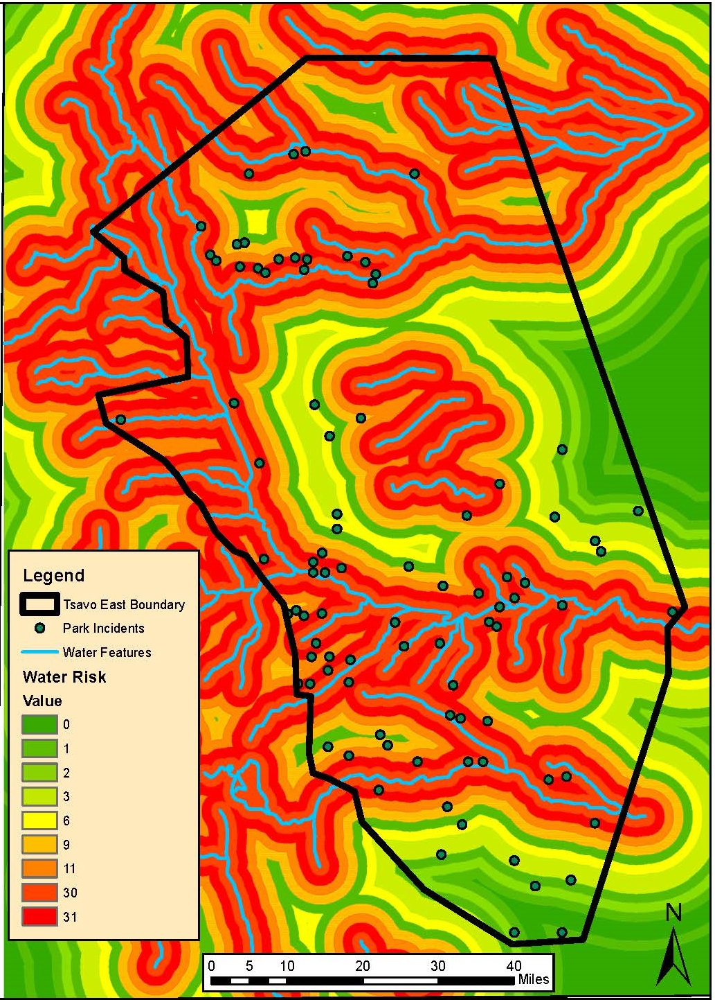 Legend
Tsavo East Boundary
Park Incidents
Water Features
Water Risk
Value
0
1
2
3
6
9
11
30
31
0 5 10 20 30 40
Miles
N